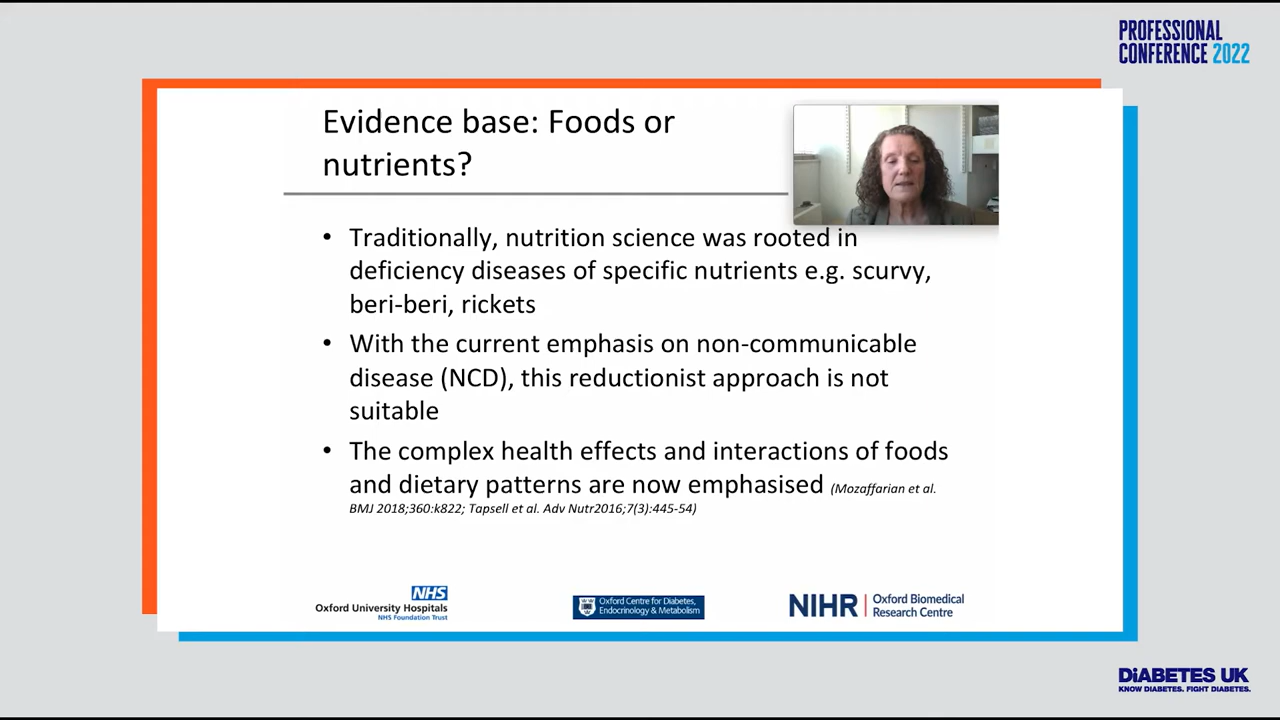 PROFESSIONAL
CONFERENCE 2022
Evidence base: Foods or
nutrients?
• Traditionally, nutrition science was rooted in
deficiency diseases of specific nutrients e.g. scurvy,
beri-beri, rickets
• With the current emphasis on non-communicable
disease (NCD), this reductionist approach is not
suitable
• The complex health effects and interactions of foods
and dietary patterns are now emphasised (Mozaffarian et al.
BMJ 2018;360:k822; Tapsell et al. Adv Nutr2016;7(3):445-54)
NHS
Oxford University Hospitals
NHS Foundation Trust
Oxford Centre for Diabetes,
Endocrinology & Metabolism
NIHR | Oxford Biomedical
Research Centre
DiABETES UK
KNOW DIABETES. FIGHT DIABETES.